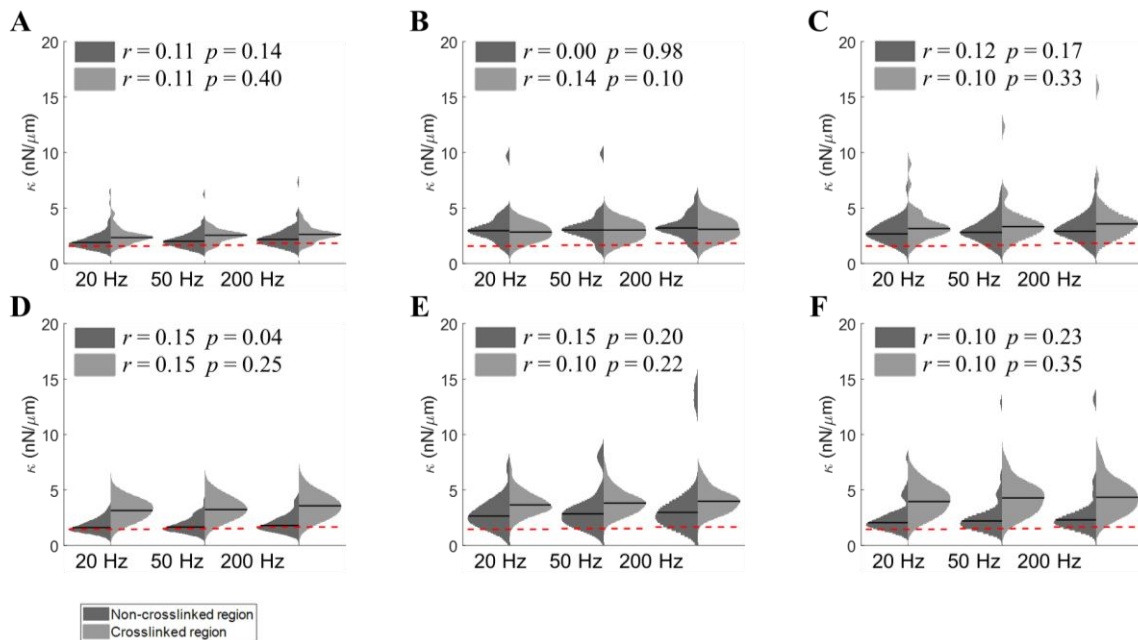 A
20
15
10
5
0
κ (nN/μm)
r = 0.11 p = 0.14
r = 0.11 p = 0.40
20 Hz 50 Hz 200 Hz
B
20
15
10
5
0
κ (nN/μm)
r = 0.00 p = 0.98
r = 0.14 p = 0.10
20 Hz 50 Hz 200 Hz
C
20
15
10
5
0
κ (nN/μm)
r = 0.12 p = 0.17
r = 0.10 p = 0.33
20 Hz 50 Hz 200 Hz
D
20
15
10
5
0
κ (nN/μm)
r = 0.15 p = 0.04
r = 0.15 p = 0.25
20 Hz 50 Hz 200 Hz
E
20
15
10
5
0
κ (nN/μm)
r = 0.15 p = 0.20
r = 0.10 p = 0.22
20 Hz 50 Hz 200 Hz
F
20
15
10
5
0
κ (nN/μm)
r = 0.10 p = 0.23
r = 0.10 p = 0.35
20 Hz 50 Hz 200 Hz
Non-crosslinked region
Crosslinked region